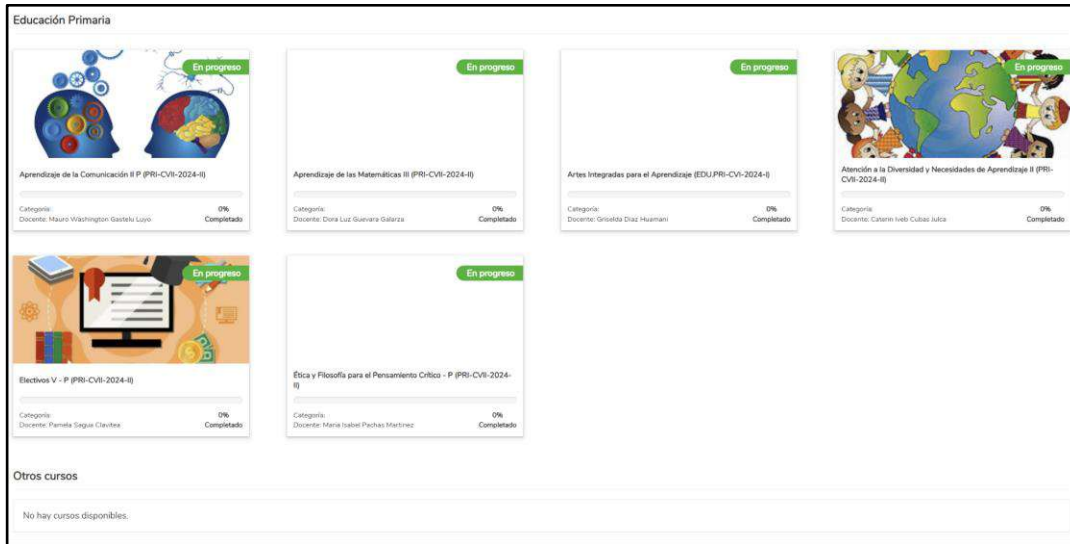 Educación Primaria
En progreso
Aprendizaje de la Comunicación II P (PRI-CVII-2024-II)
Categoría:
0%
Docente: Mauro Wáshington Gastelu Luyo
Completado
En progreso
Aprendizaje de las Matemáticas III (PRI-CVII-2024-II)
Categoría:
0%
Docente: Dora Luz Guevara Galarza
Completado
En progreso
Artes Integradas para el Aprendizaje (EDU.PRI-CVI-2024-I)
Categoría:
0%
Docente: Griselda Diaz Huamani
Completado
En progreso
Atención a la Diversidad y Necesidades de Aprendizaje II (PRI-
CVII-2024-II)
Categoría:
0%
Docente: Catarin Iveb Cubas Julca
Completado
En progreso
Electivos V - P (PRI-CVII-2024-II)
Categoría:
0%
Docente: Pamela Sagua Clavitea
Completado
En progreso
Ética y Filosofía para el Pensamiento Crítico - P (PRI-CVII-2024-
II)
Categoría:
0%
Docente: Maria Isabel Pachas Martinez
Completado
Otros cursos
No hay cursos disponibles.